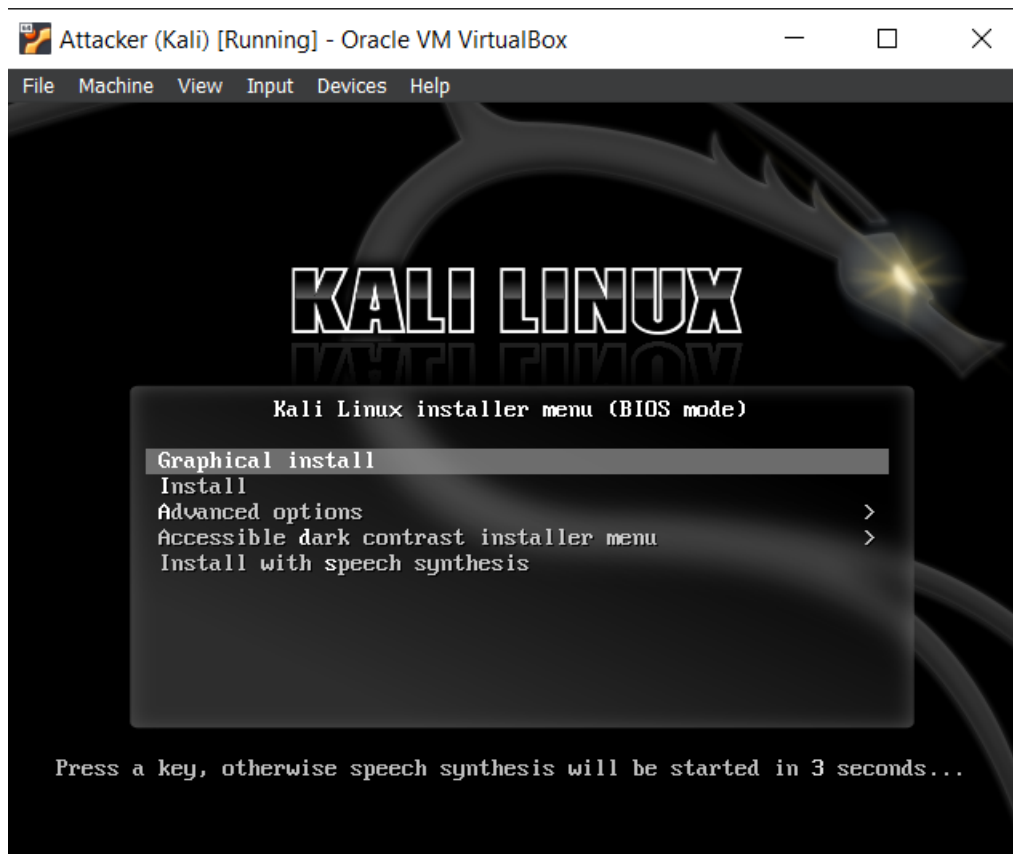 Attacker (Kali) [Running] - Oracle VM VirtualBox
File Machine View Input Devices Help
KALI LINUX
Kali Linux installer menu (BIOS mode)
Graphical install
Install
Advanced options >
Accessible dark contrast installer menu >
Install with speech synthesis
Press a key, otherwise speech synthesis will be started in 3 seconds...